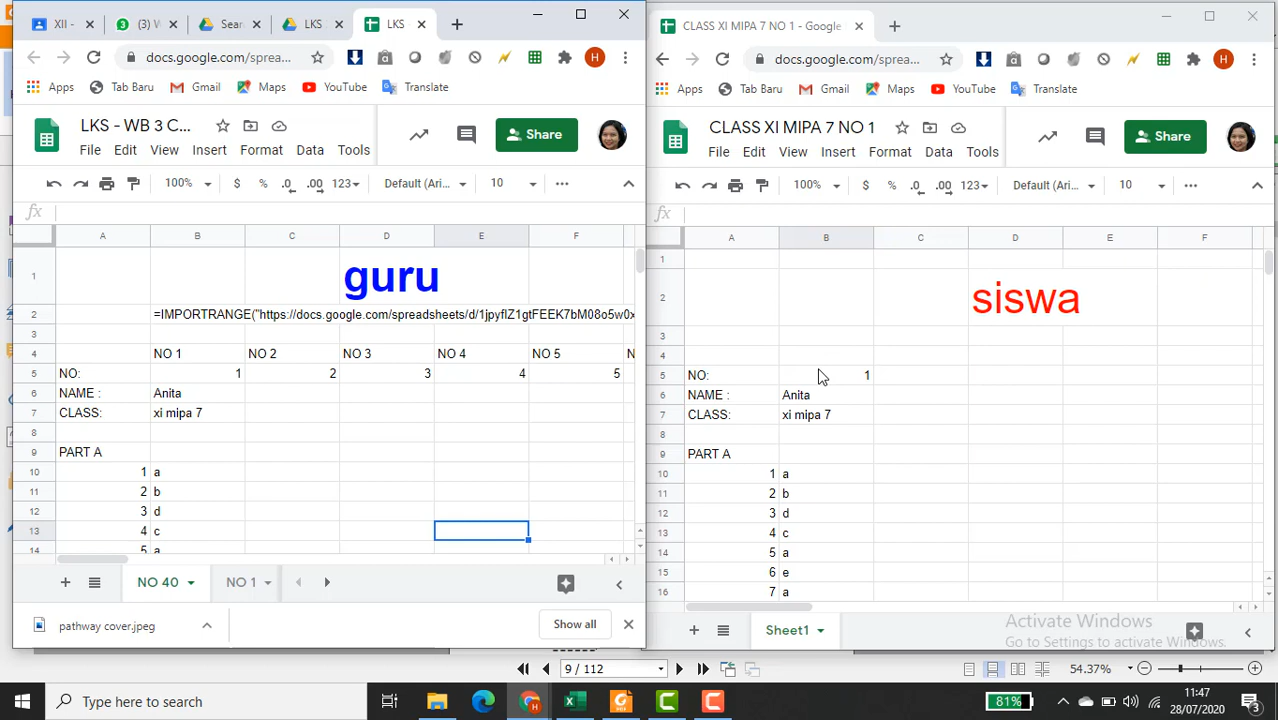 XII -
(3) W
Sear
LKS
LKS
docs.google.com/sprea...
H
Apps
Tab Baru
Gmail
Maps
YouTube
Translate
LKS - WB 3 C...
Share
File Edit View Insert Format Data Tools
100% $ % .0 .00 123 Default (Ari... 10
fx
A B C D E F
1 guru
2 =IMPORTRANGE("https://docs.google.com/spreadsheets/d/1jpyflZ1gtFEEK7bM08o5w0x
3
4 NO 1 NO 2 NO 3 NO 4 NO 5 N
5 NO: 1 2 3 4 5
6 NAME : Anita
7 CLASS: xi mipa 7
8
9 PART A
10 1 a
11 2 b
12 3 d
13 4 c
14 5 a
NO 40 NO 1
pathway cover.jpeg
Show all
CLASS XI MIPA 7 NO 1 - Google
docs.google.com/sprea...
H
Apps
Tab Baru
Gmail
Maps
YouTube
Translate
CLASS XI MIPA 7 NO 1
Share
File Edit View Insert Format Data Tools
100% $ % .0 .00 123 Default (Ari... 10
fx
A B C D E F
1
2 siswa
3
4
5 NO: 1
6 NAME : Anita
7 CLASS: xi mipa 7
8
9 PART A
10 1 a
11 2 b
12 3 d
13 4 c
14 5 a
15 6 e
16 7 a
Sheet1
Activate Windows
Go to Settings to activate Windows.
9 / 112
54.37%
Type here to search
81%
11:47
28/07/2020
3